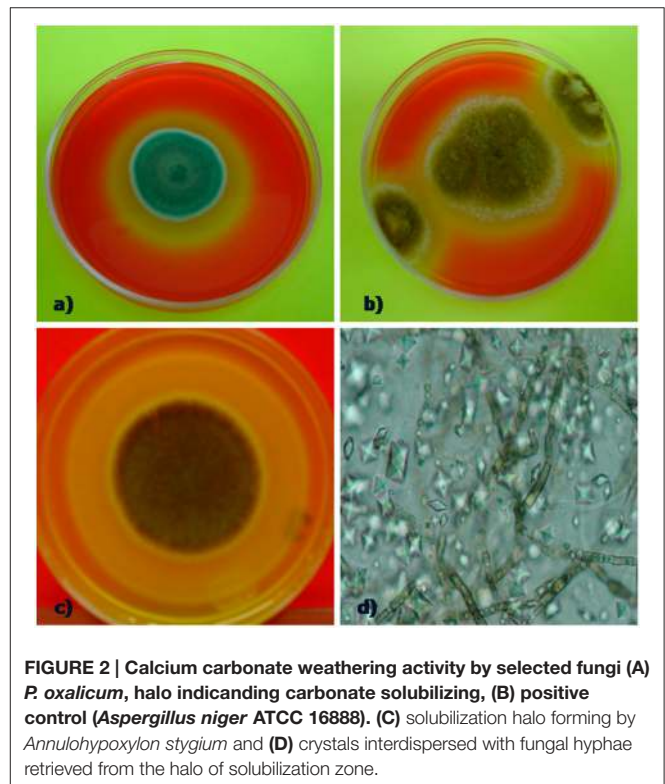 a)
b)
c)
d)
FIGURE 2 | Calcium carbonate weathering activity by selected fungi (A)
P. oxalicum, halo indicanding carbonate solubilizing, (B) positive
control (Aspergillus niger ATCC 16888). (C) solubilization halo forming by
Annulohypoxylon stygium and (D) crystals interdispersed with fungal hyphae
retrieved from the halo of solubilization zone.